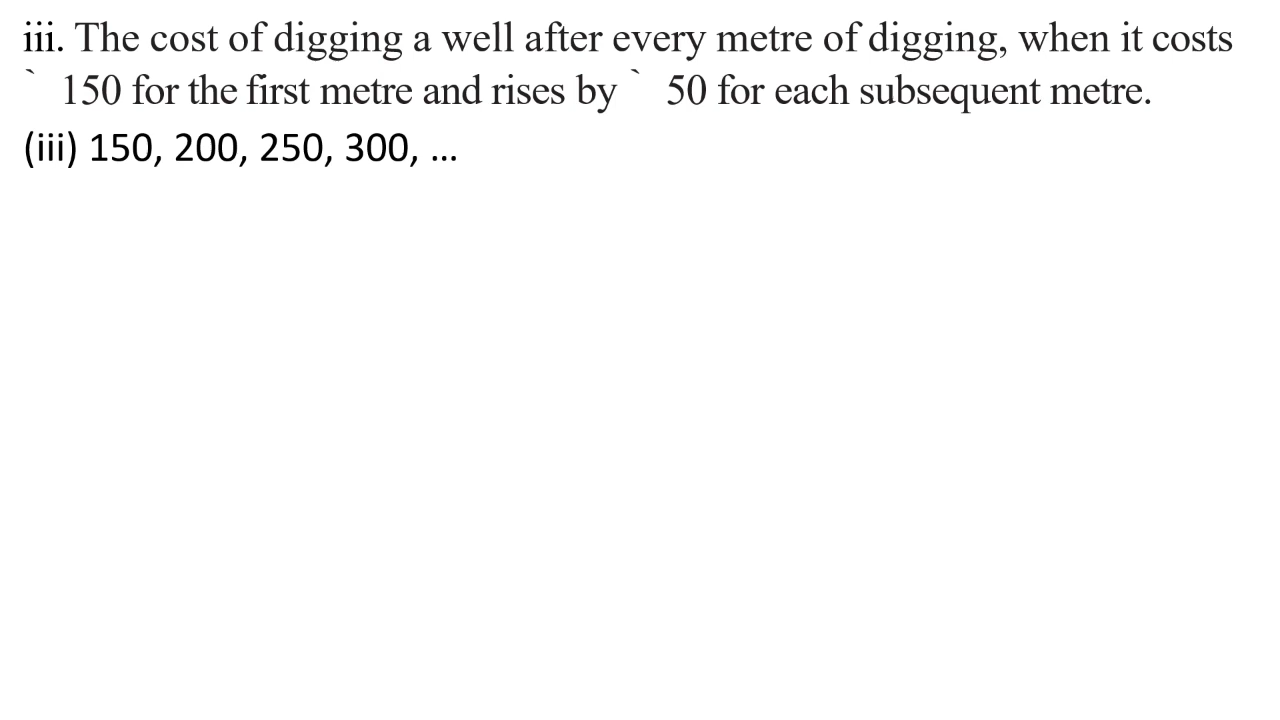 iii. The cost of digging a well after every metre of digging, when it costs
` 150 for the first metre and rises by ` 50 for each subsequent metre.
(iii) 150, 200, 250, 300, ...